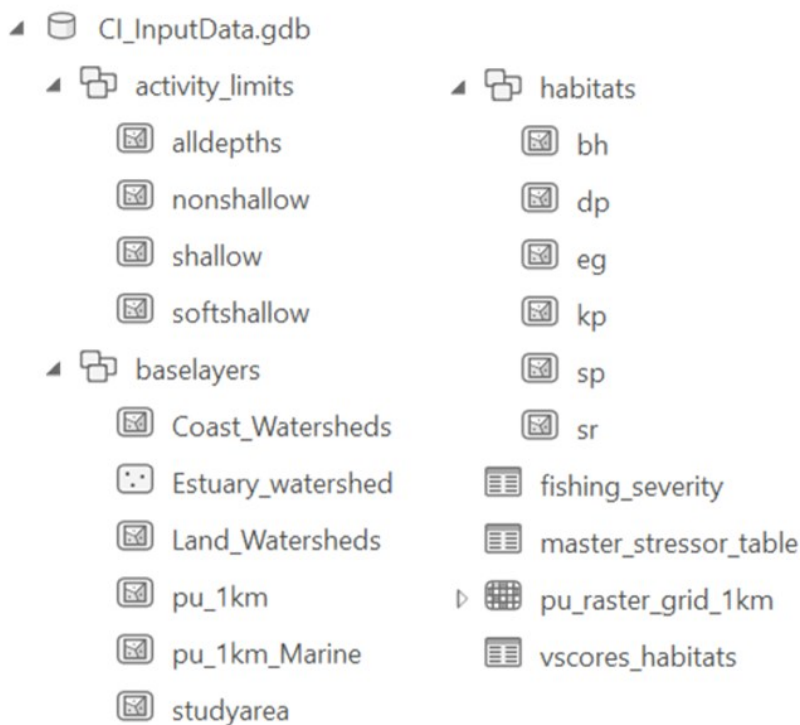 CI_InputData.gdb
activity_limits
alldepths
nonshallow
shallow
softshallow
baselayers
Coast_Watersheds
Estuary_watershed
Land_Watersheds
pu_1km
pu_1km_Marine
studyarea
habitats
bh
dp
eg
kp
sp
sr
fishing_severity
master_stressor_table
pu_raster_grid_1km
vscores_habitats